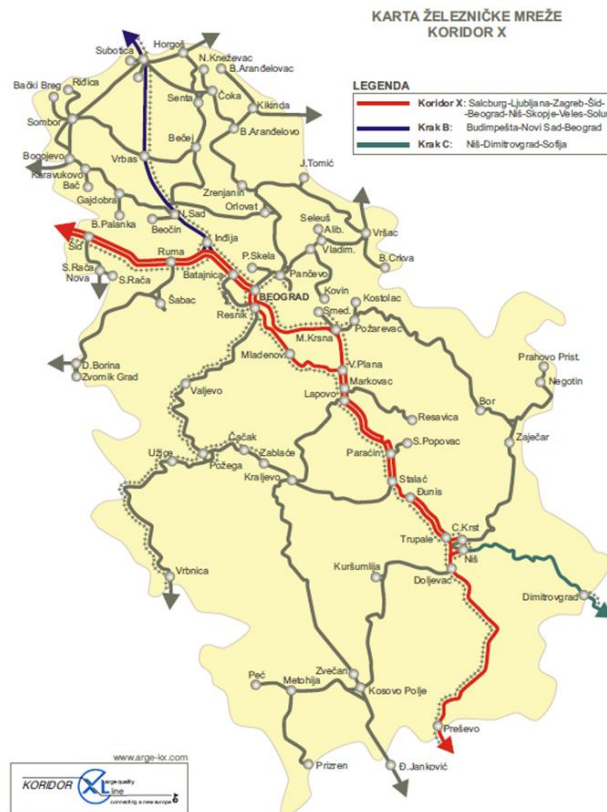 KARTA ŽELEZNIČKE MREŽE
KORIDOR X
LEGENDA
Koridor X: Salcburg-Ljubljana-Zagreb-Šid-
-Beograd-Niš-Skopje-Veles-Solun
Krak B: Budimpešta-Novi Sad-Beograd
Krak C: Niš-Dimitrovgrad-Sofija
Subotica
Horgoš
N.Kneževac
B.Aranđelovac
Bački Breg
Riđica
Senta
Čoka
Kikinda
Sombor
B.Aranđelovo
Bečej
Vrbas
Bogojevo
Karavukovo
Bač
J.Tomić
Zrenjanin
Gajdobra
Orlovat
N.Sad
Seleuš
Alib.
B.Palanka
Beočin
Vršac
Vladim.
Inđija
Šid
Ruma
P.Skela
B.Crkva
S.Rača
Nova
S.Rača
Batajnica
Pančevo
BEOGRAD
Kovin
Kostolac
Šabac
Resnik
Smed.
Požarevac
M.Krsna
Mladenov
Prahovo Prist.
D.Borina
V.Plana
Zvornik Grad
Markovac
Negotin
Valjevo
Lapovo
Bor
Resavica
Čačak
S.Popovac
Zaječar
Užice
Zablaće
Paraćin
Požega
Kraljevo
Stalać
Đunis
C.Krst
Trupale
Niš
Kuršumlija
Doljevac
Vrbnica
Dimitrovgrad
Zvečan
Peć
Metohija
Kosovo Polje
Preševo
Prizren
Đ.Janković
www.arge-kx.com
KORIDOR
X
Large quality
Line
connecting a new europe